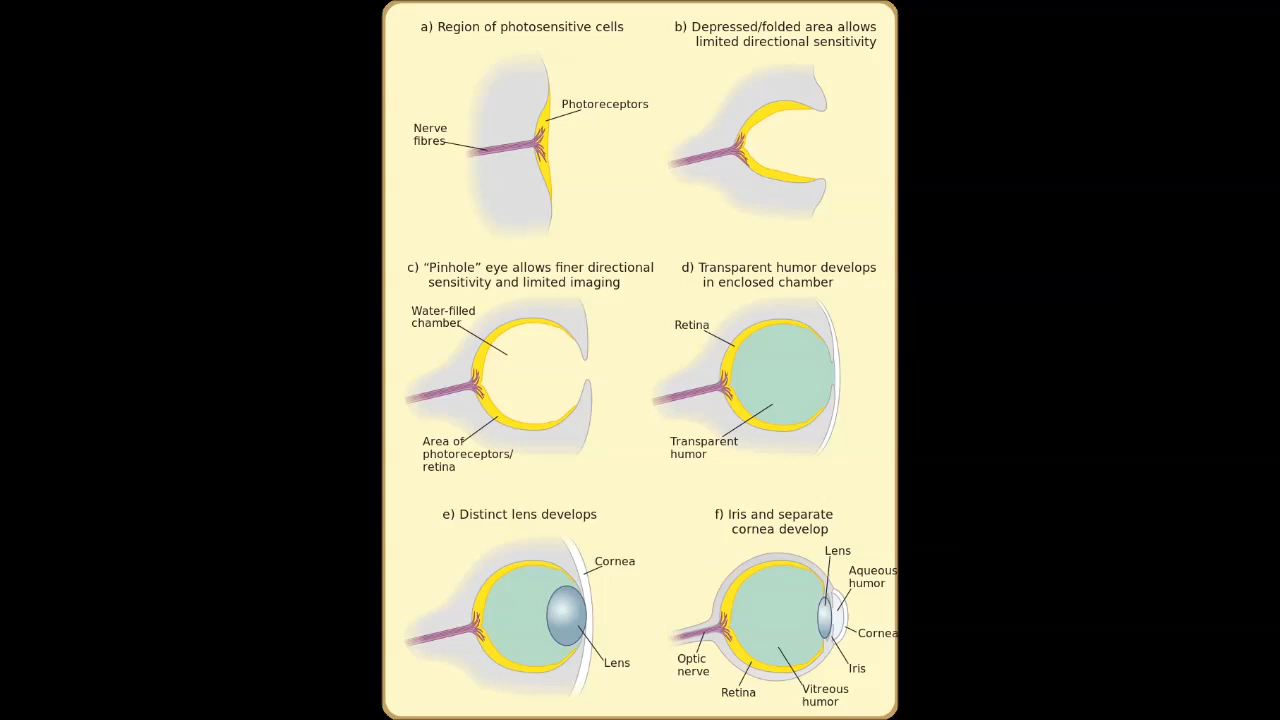 a) Region of photosensitive cells
Photoreceptors
Nerve
fibres
b) Depressed/folded area allows
limited directional sensitivity
c) “Pinhole” eye allows finer directional
sensitivity and limited imaging
Water-filled
chamber
Area of
photoreceptors/
retina
d) Transparent humor develops
in enclosed chamber
Retina
Transparent
humor
e) Distinct lens develops
Cornea
Lens
f) Iris and separate
cornea develop
Lens
Aqueous
humor
Cornea
Iris
Optic
nerve
Retina
Vitreous
humor